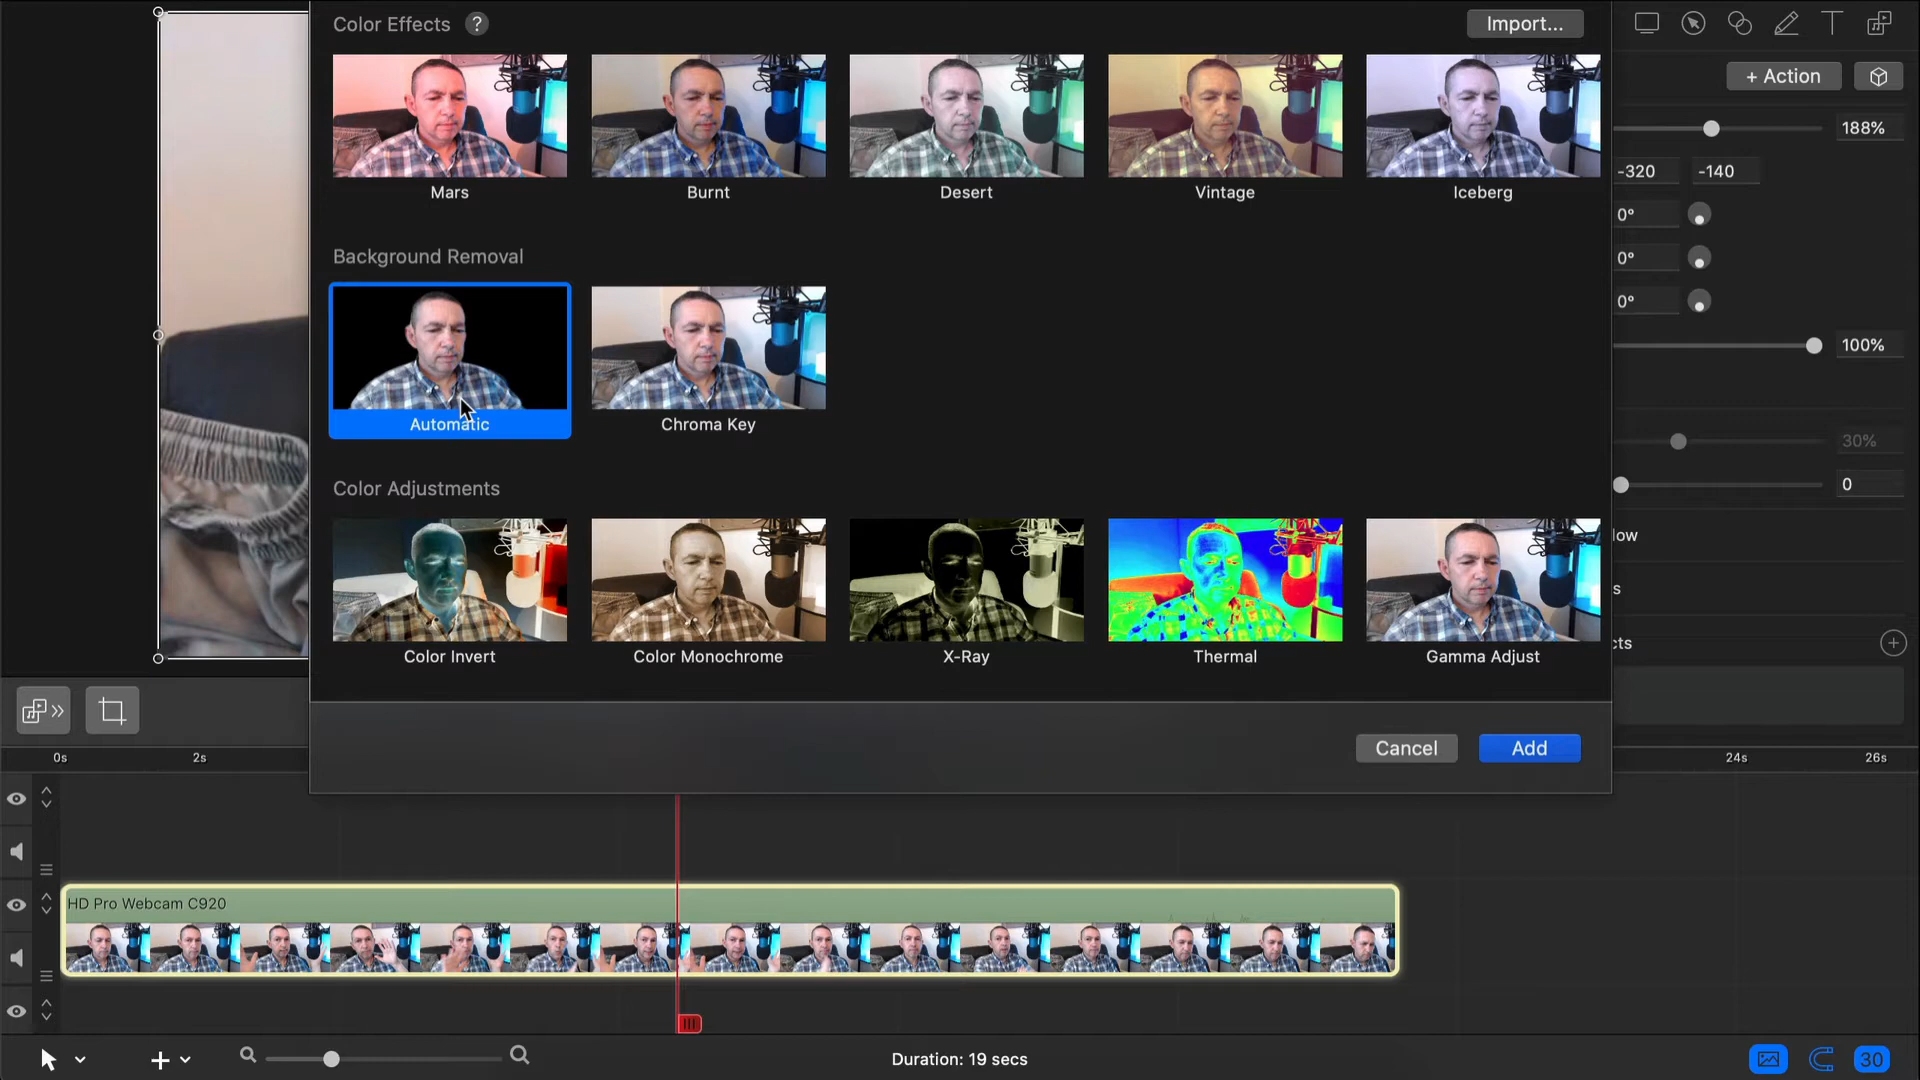 Color Effects ? Import...
Mars Burnt Desert Vintage Iceberg
Background Removal
Automatic Chroma Key
Color Adjustments
Color Invert Color Monochrome X-Ray Thermal Gamma Adjust
Cancel Add
+ Action
188%
-320 -140
0°
0°
0°
100%
30%
0
low
s
cts
0s 2s 24s 26s
HD Pro Webcam C920
Duration: 19 secs
30